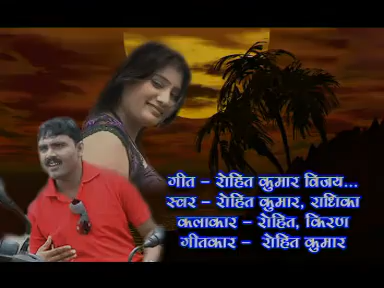 गीत – रोहित कुमार विजय...
स्वर – रोहित कुमार, राधिका
कलाकार – रोहित, किरण
गीतकार – रोहित कुमार